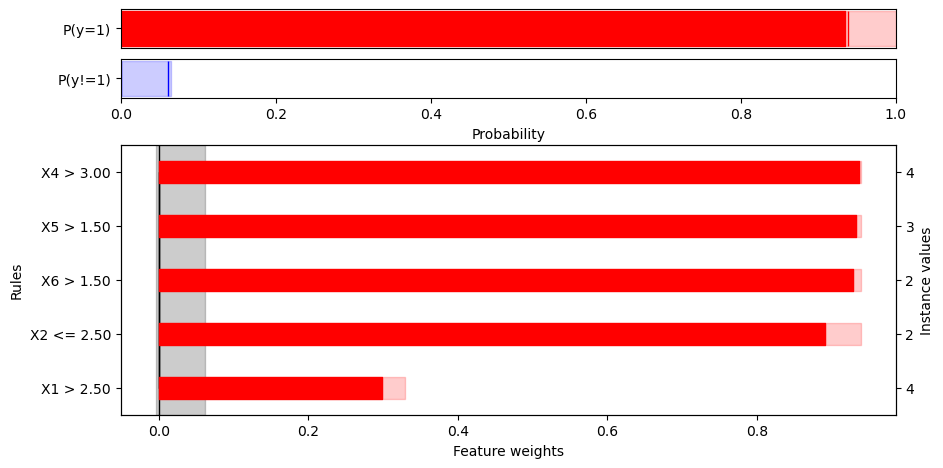 P(y=1)
P(y!=1)
0.0 0.2 0.4 0.6 0.8 1.0
Probability
X4 > 3.00 4
X5 > 1.50 3
X6 > 1.50 2
X2 <= 2.50 2
X1 > 2.50 4
Rules
Instance values
0.0 0.2 0.4 0.6 0.8
Feature weights